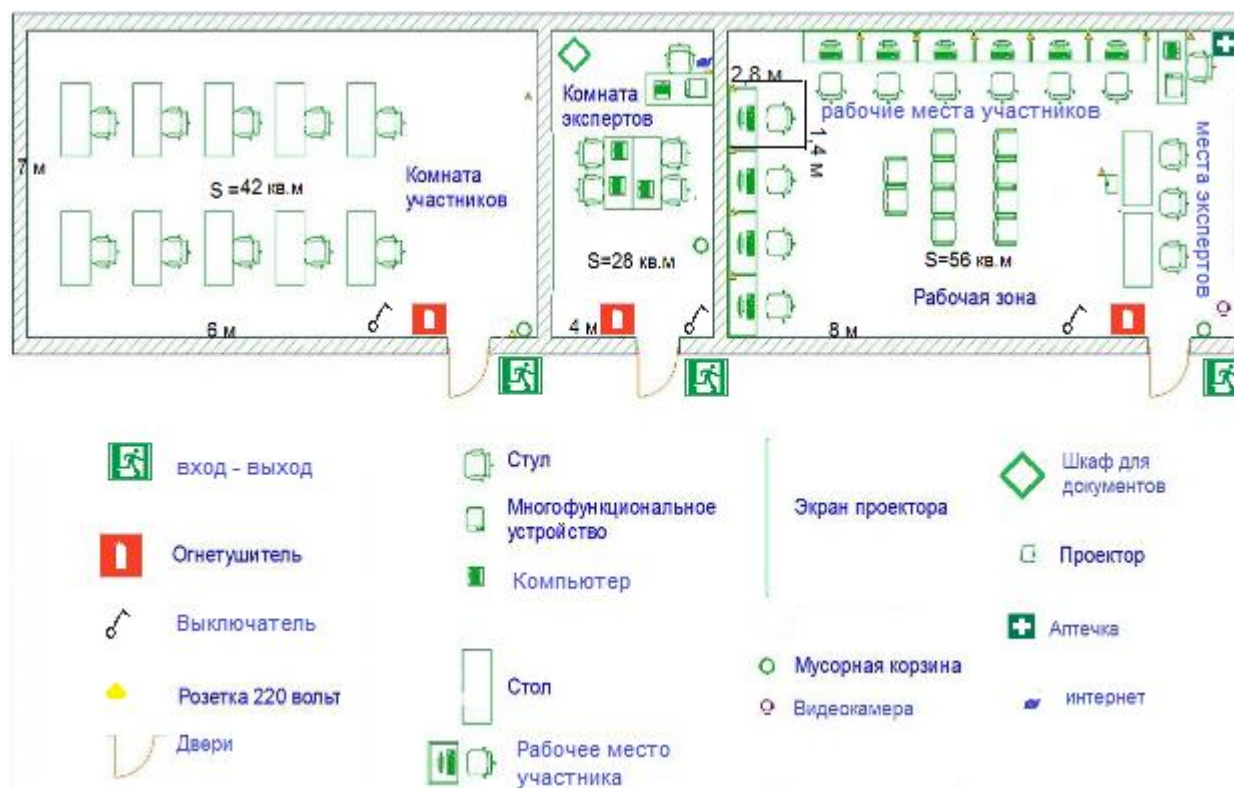 7 м
S =42 кв.м
Комната
участников
6 м
Комната
экспертов
S=28 кв.м
4 м
2,8 м
1,4 м
рабочие места участников
места экспертов
S=56 кв.м
Рабочая зона
8 м
вход - выход
Огнетушитель
Выключатель
Розетка 220 вольт
Двери
Стул
Многофункциональное
устройство
Компьютер
Стол
Рабочее место
участника
Экран проектора
Мусорная корзина
Видеокамера
Шкаф для
документов
Проектор
Аптечка
интернет